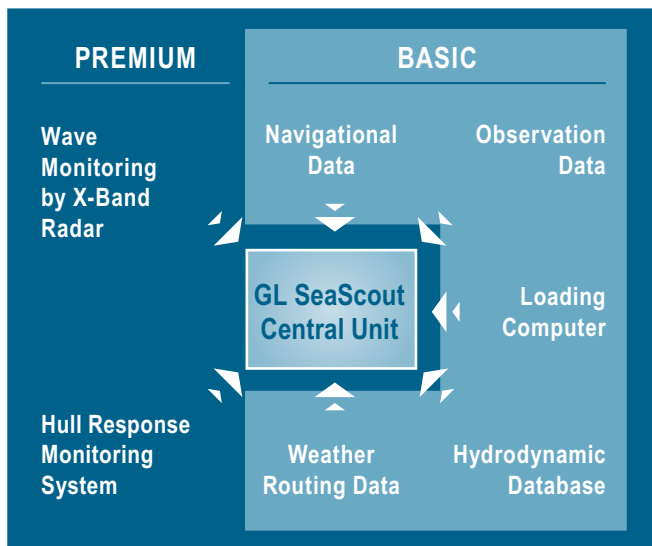 PREMIUM
BASIC
Wave
Monitoring
by X-Band
Radar
Navigational
Data
Observation
Data
GL SeaScout
Central Unit
Loading
Computer
Hull Response
Monitoring
System
Weather
Routing Data
Hydrodynamic
Database